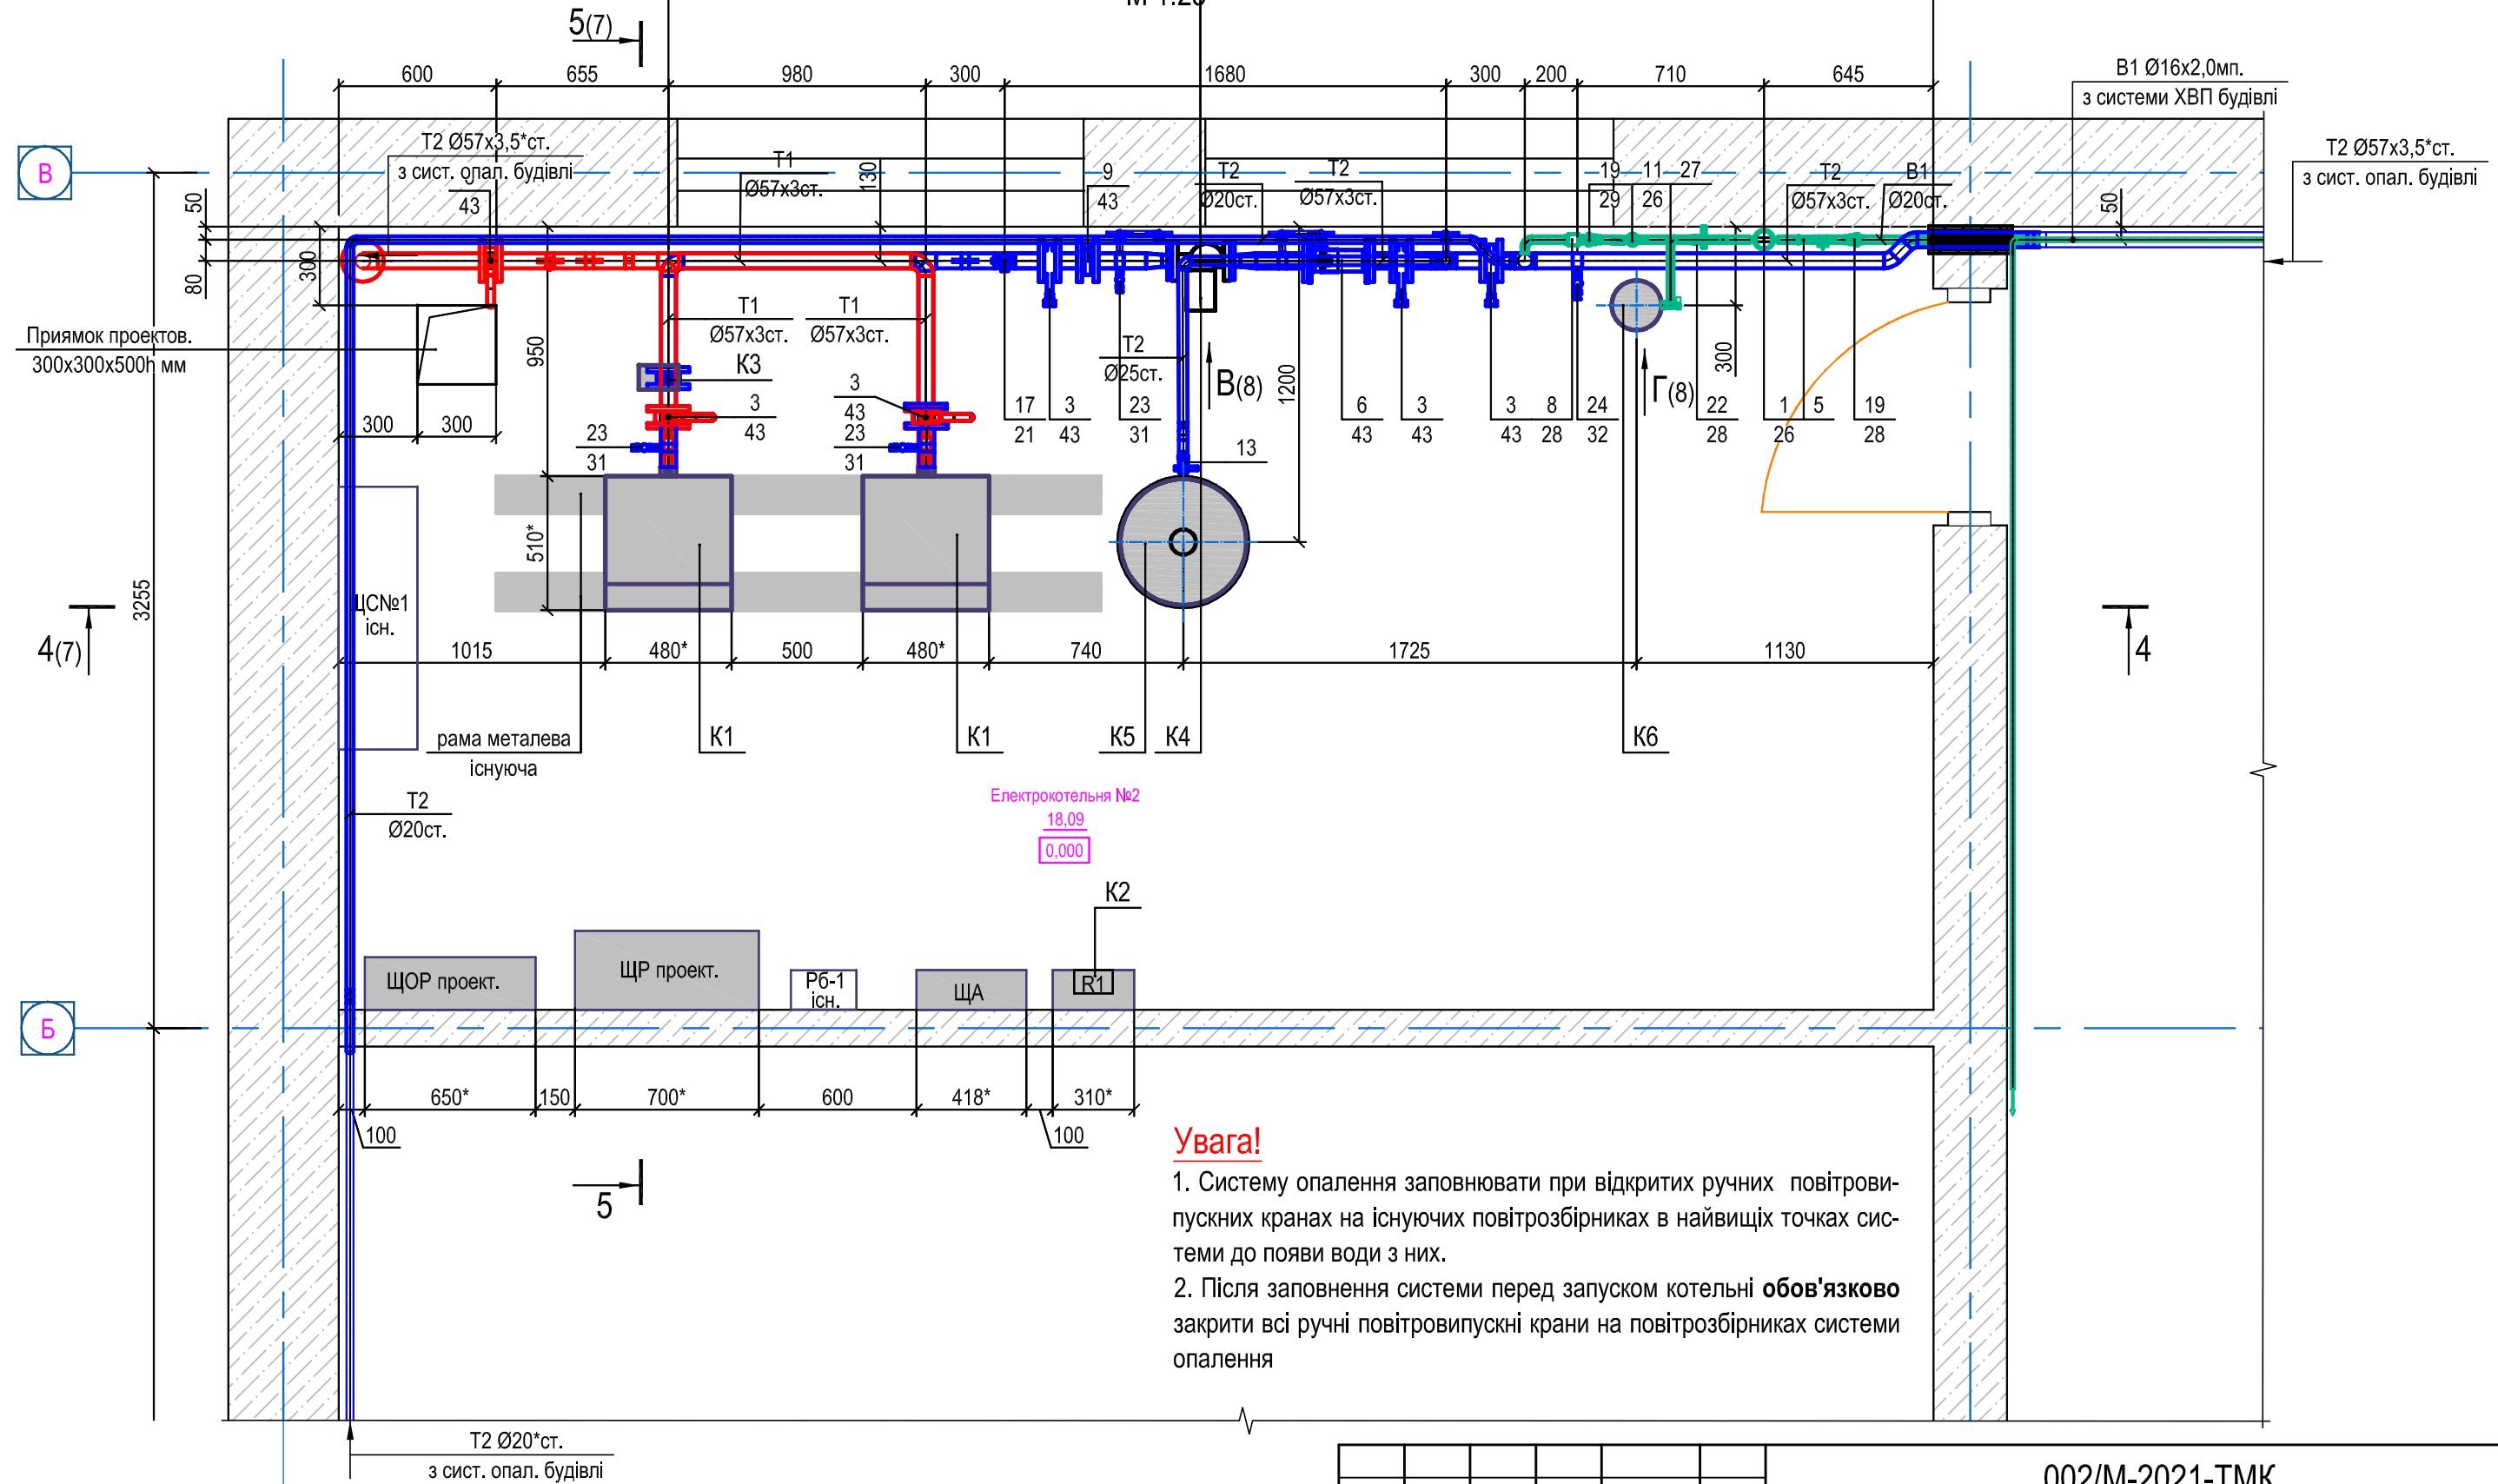 5(7)
600
655
980
300
1680
300
200
710
645
В1 Ø16х2,0мп.
з системи ХВП будівлі
Т2 Ø57х3,5*ст.
з сист. опал. будівлі
Т2 Ø57х3,5*ст.
з сист. опал. будівлі
43
Т1
Ø57х3ст.
130
9
43
Т2
Ø20ст.
Т2
Ø57х3ст.
19
29
11
26
27
Т2
Ø57х3ст.
В1
Ø20ст.
В
50
80
300
50
Приямок проектов.
300х300х500h мм
300
300
950
Т1
Ø57х3ст.
Т1
Ø57х3ст.
К3
3
43
3
43
23
31
23
31
Т2
Ø25ст.
В(8)
1200
17
21
3
43
23
31
6
43
3
43
3
43
8
28
24
32
Г(8)
300
22
28
1
26
5
19
28
13
510*
3255
ЩС№1
існ.
4(7)
4
1015
480*
500
480*
740
1725
1130
рама металева
існуюча
К1
К1
К5
К4
К6
Електрокотельня №2
18,09
0,000
Т2
Ø20ст.
К2
ЩОР проект.
ЩР проект.
Рб-1
існ.
ЩА
R1
Б
650*
150
700*
600
418*
310*
100
100
5
Увага!
1. Систему опалення заповнювати при відкритих ручних повітрови-
пускних кранах на існуючих повітрозбірниках в найвищіх точках сис-
теми до появи води з них.
2. Після заповнення системи перед запуском котельні обов'язково
закрити всі ручні повітровипускні крани на повітрозбірниках системи
опалення
Т2 Ø20*ст.
з сист. опал. будівлі
002/М-2021-ТМК